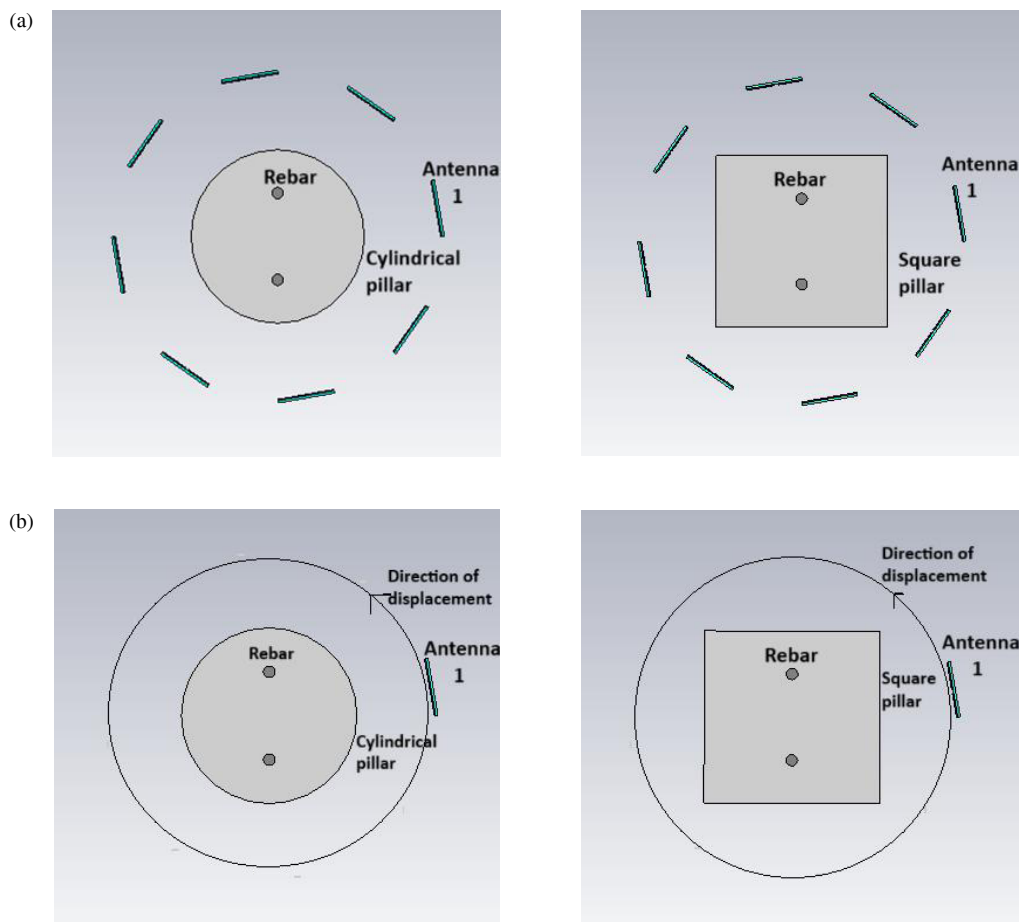 (a)
Rebar
Antenna
1
Cylindrical
pillar
Rebar
Antenna
1
Square
pillar
(b)
Direction of
displacement
Rebar
Antenna
1
Cylindrical
pillar
Direction of
displacement
Rebar
Antenna
1
Square
pillar